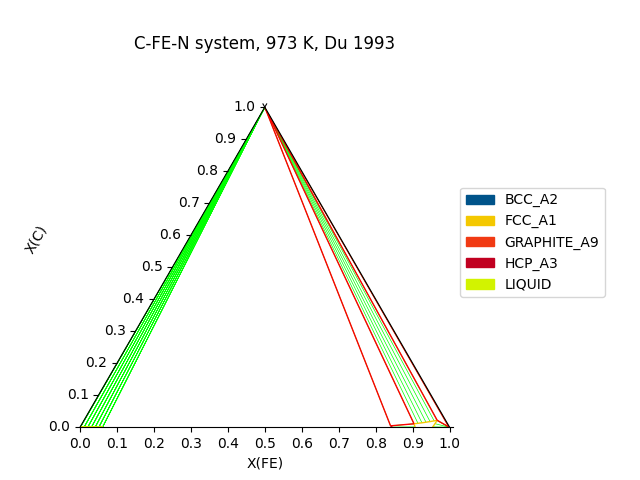 C-FE-N system, 973 K, Du 1993
1.0
0.9
0.8
0.7
0.6
0.5
0.4
0.3
0.2
0.1
0.0
X(C)
0.0 0.1 0.2 0.3 0.4 0.5 0.6 0.7 0.8 0.9 1.0
X(FE)
BCC_A2
FCC_A1
GRAPHITE_A9
HCP_A3
LIQUID